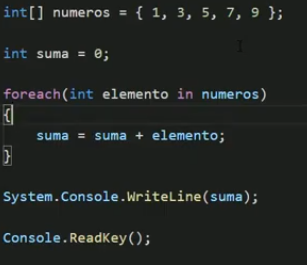 int[] numeros = { 1, 3, 5, 7, 9 };
int suma = 0;
foreach(int elemento in numeros)
{
    suma = suma + elemento;
}
System.Console.WriteLine(suma);
Console.ReadKey();